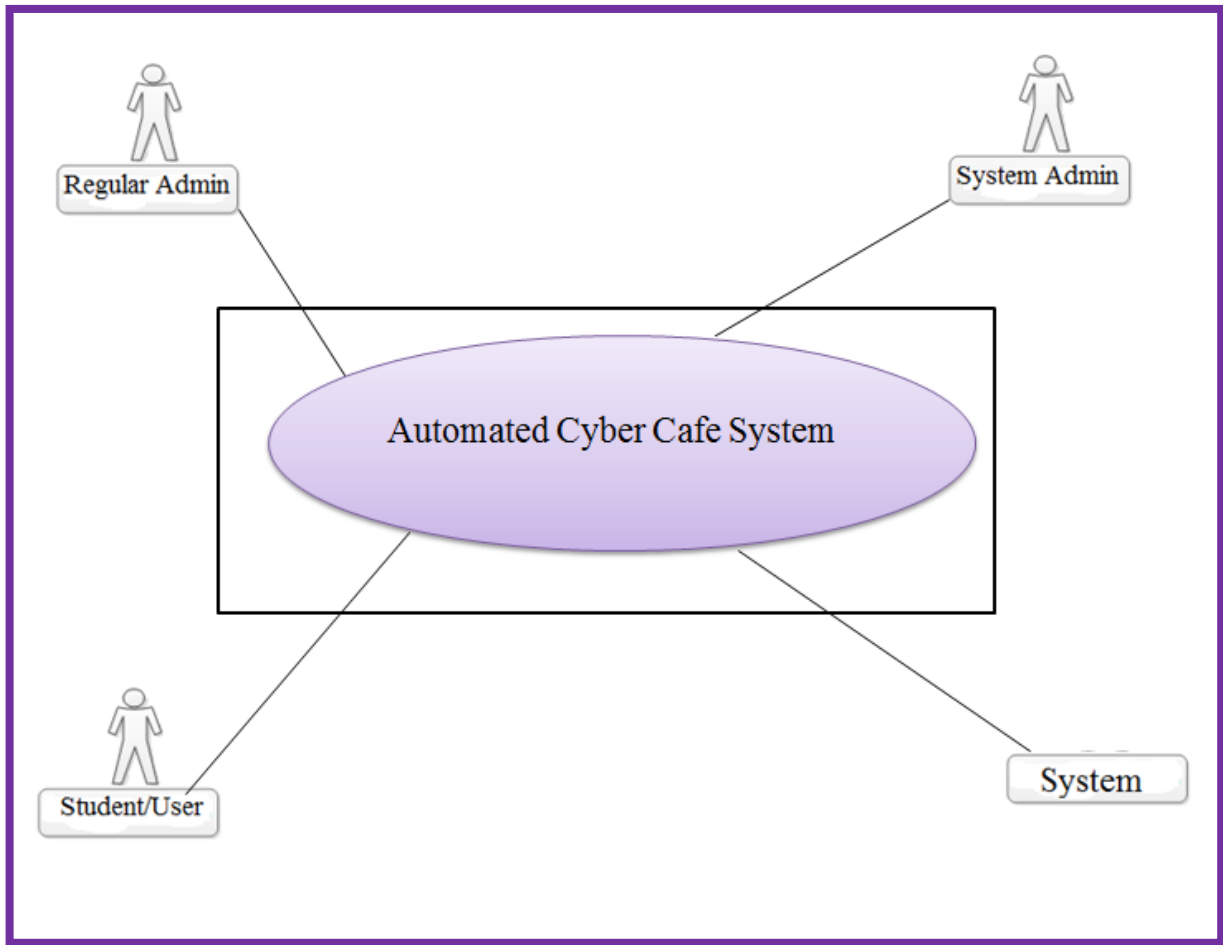 Regular Admin
System Admin
Automated Cyber Cafe System
Student/User
System